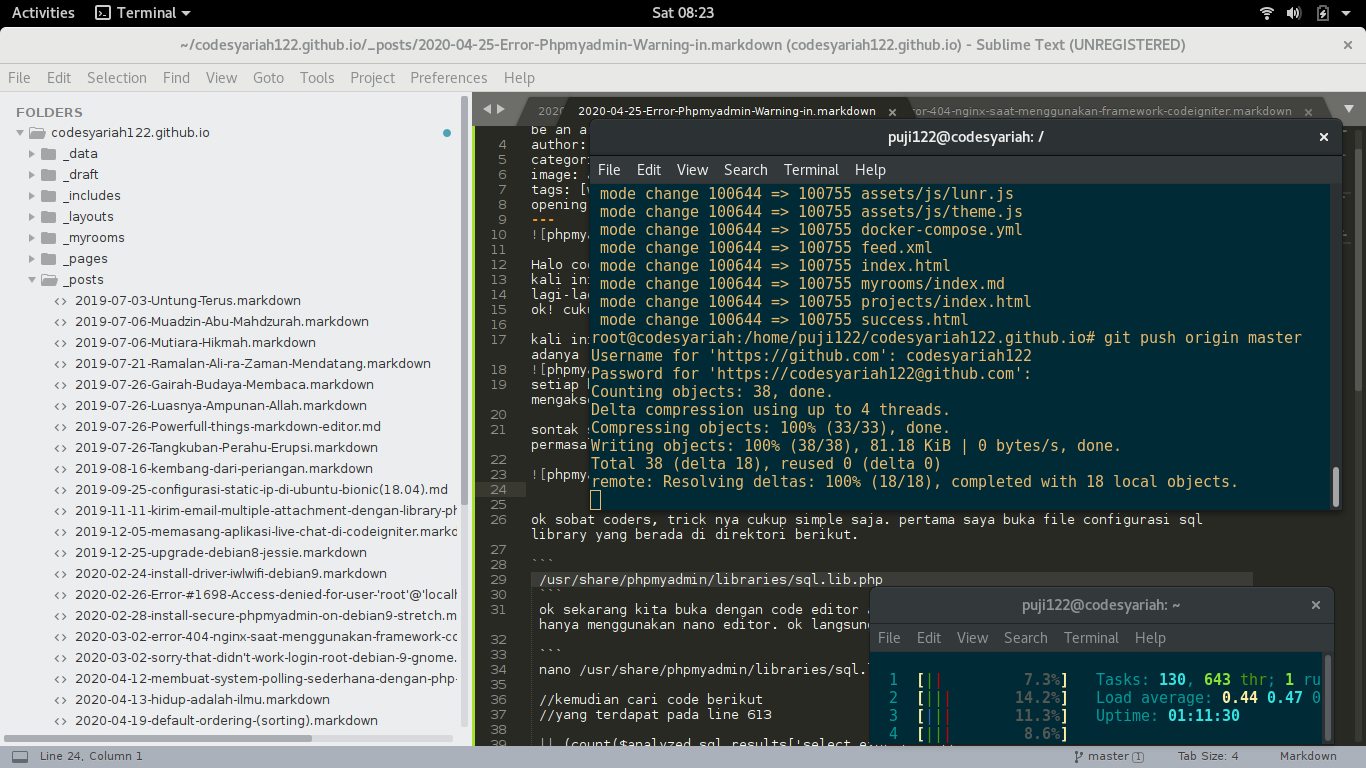 Activities Terminal Sat 08:23
~/codesyariah122.github.io/_posts/2020-04-25-Error-Phpmyadmin-Warning-in.markdown (codesyariah122.github.io) - Sublime Text (UNREGISTERED)
File Edit Selection Find View Goto Tools Project Preferences Help
FOLDERS
codesyariah122.github.io
_data
_draft
_includes
_layouts
_myrooms
_pages
_posts
2019-07-03-Untung-Terus.markdown
2019-07-06-Muadzin-Abu-Mahdzurah.markdown
2019-07-06-Mutiara-Hikmah.markdown
2019-07-21-Ramalan-Ali-ra-Zaman-Mendatang.markdown
2019-07-26-Gairah-Budaya-Membaca.markdown
2019-07-26-Luasnya-Ampunan-Allah.markdown
2019-07-26-Powerfull-things-markdown-editor.md
2019-07-26-Tangkuban-Perahu-Erupsi.markdown
2019-08-16-kembang-dari-periangan.markdown
2019-09-25-configurasi-static-ip-di-ubuntu-bionic(18.04).md
2019-11-11-kirim-email-multiple-attachment-dengan-library-ph
2019-12-05-memasang-aplikasi-live-chat-di-codeigniter.markdo
2019-12-25-upgrade-debian8-jessie.markdown
2020-02-24-install-driver-iwlwifi-debian9.markdown
2020-02-26-Error-#1698-Access-denied-for-user-'root'@'localh
2020-02-28-install-secure-phpmyadmin-on-debian9-stretch.m
2020-03-02-error-404-nginx-saat-menggunakan-framework-co
2020-03-02-sorry-that-didn't-work-login-root-debian-9-gnome.
2020-04-12-membuat-system-polling-sederhana-dengan-php-
2020-04-13-hidup-adalah-ilmu.markdown
2020-04-19-default-ordering-(sorting).markdown
2020 2020-04-25-Error-Phpmyadmin-Warning-in.markdown or-404-nginx-saat-menggunakan-framework-codeigniter.markdown
be an a
4 author:
5 categori
6 image:
7 tags: [
8 opening
9 ---
10 ![phpmy
11
12 Halo co
13 kali ini
14 lagi-la
15 ok! cuku
16
17 kali ini
adanya
18 ![phpmy
19 setiap
mengaks
20
21 sontak
permasa
22
23 ![phpmy
24
25
26 ok sobat coders, trick nya cukup simple saja. pertama saya buka file configurasi sql
library yang berada di direktori berikut.
27
28 ```
29 /usr/share/phpmyadmin/libraries/sql.lib.php
30 ```
31 ok sekarang kita buka dengan code editor
hanya menggunakan nano editor. ok langsun
32
33 ```
34 nano /usr/share/phpmyadmin/libraries/sql.
35
36 //kemudian cari code berikut
37 //yang terdapat pada line 613
38
39 || (count($analyzed_sql_results['select_e
puji122@codesyariah: /
File Edit View Search Terminal Help
mode change 100644 => 100755 assets/js/lunr.js
mode change 100644 => 100755 assets/js/theme.js
mode change 100644 => 100755 docker-compose.yml
mode change 100644 => 100755 feed.xml
mode change 100644 => 100755 index.html
mode change 100644 => 100755 myrooms/index.md
mode change 100644 => 100755 projects/index.html
mode change 100644 => 100755 success.html
root@codesyariah:/home/puji122/codesyariah122.github.io# git push origin master
Username for 'https://github.com': codesyariah122
Password for 'https://codesyariah122@github.com':
Counting objects: 38, done.
Delta compression using up to 4 threads.
Compressing objects: 100% (33/33), done.
Writing objects: 100% (38/38), 81.18 KiB | 0 bytes/s, done.
Total 38 (delta 18), reused 0 (delta 0)
remote: Resolving deltas: 100% (18/18), completed with 18 local objects.
puji122@codesyariah: ~
File Edit View Search Terminal Help
1 [|| 7.3%] Tasks: 130, 643 thr; 1 ru
2 [||| 14.2%] Load average: 0.44 0.47 0
3 [||| 11.3%] Uptime: 01:11:30
4 [||| 8.6%]
Line 24, Column 1 master 1 Tab Size: 4 Markdown